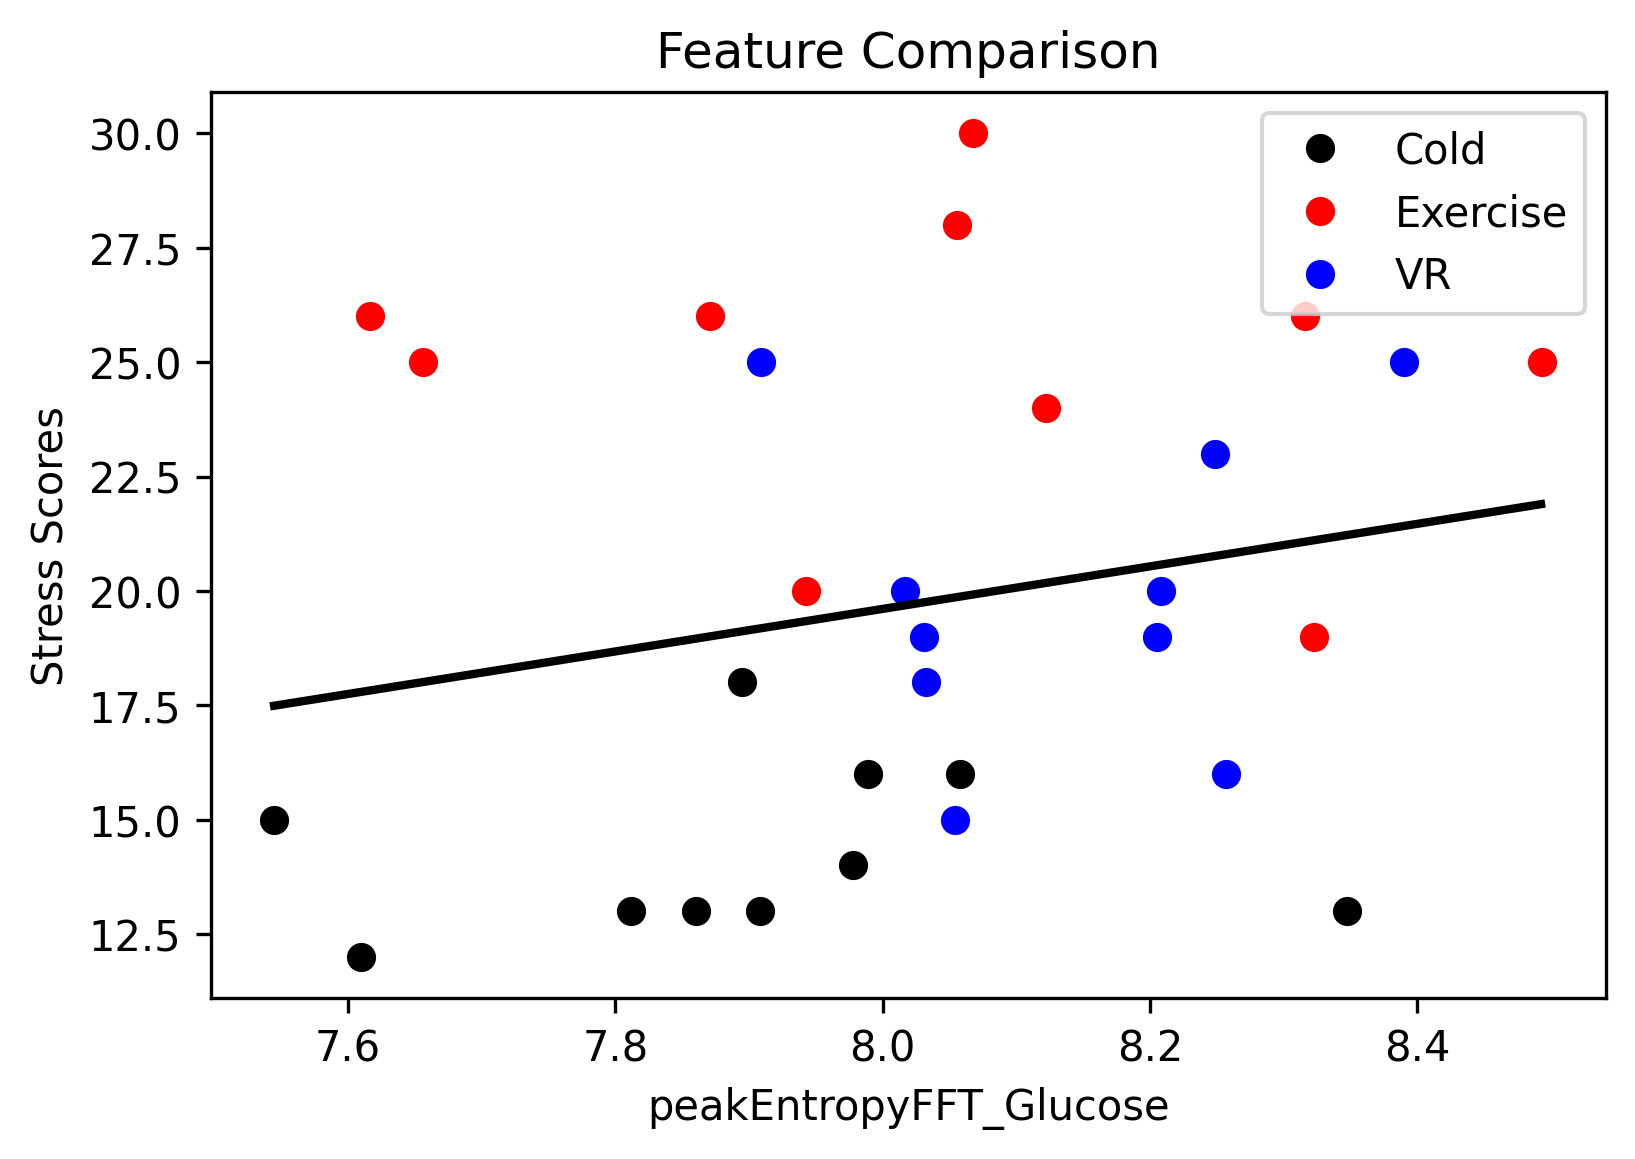 Feature Comparison
30.0
27.5
25.0
22.5
20.0
17.5
15.0
12.5
Stress Scores
Cold
Exercise
VR
7.6 7.8 8.0 8.2 8.4
peakEntropyFFT_Glucose